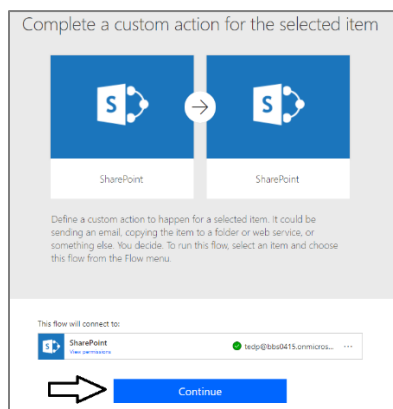 Complete a custom action for the selected item
SharePoint
SharePoint
Define a custom action to happen for a selected item. It could be
sending an email, copying the item to a folder or web service, or
something else. You decide. To run this flow, select an item and choose
this flow from the Flow menu.
This flow will connect to:
SharePoint
View permissions
tedp@bbs0415.onmicros...
Continue